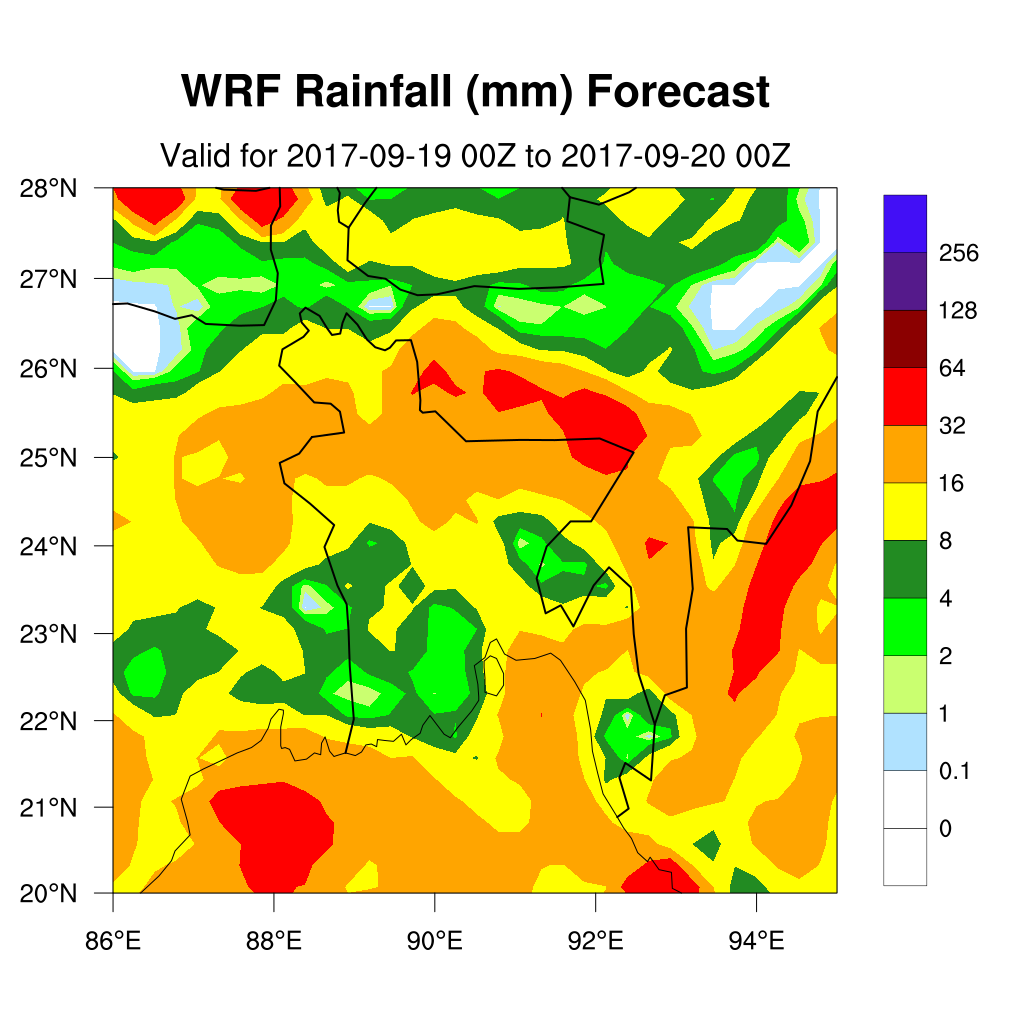 WRF Rainfall (mm) Forecast
Valid for 2017-09-19 00Z to 2017-09-20 00Z
28°N
27°N
26°N
25°N
24°N
23°N
22°N
21°N
20°N
86°E 88°E 90°E 92°E 94°E
256
128
64
32
16
8
4
2
1
0.1
0